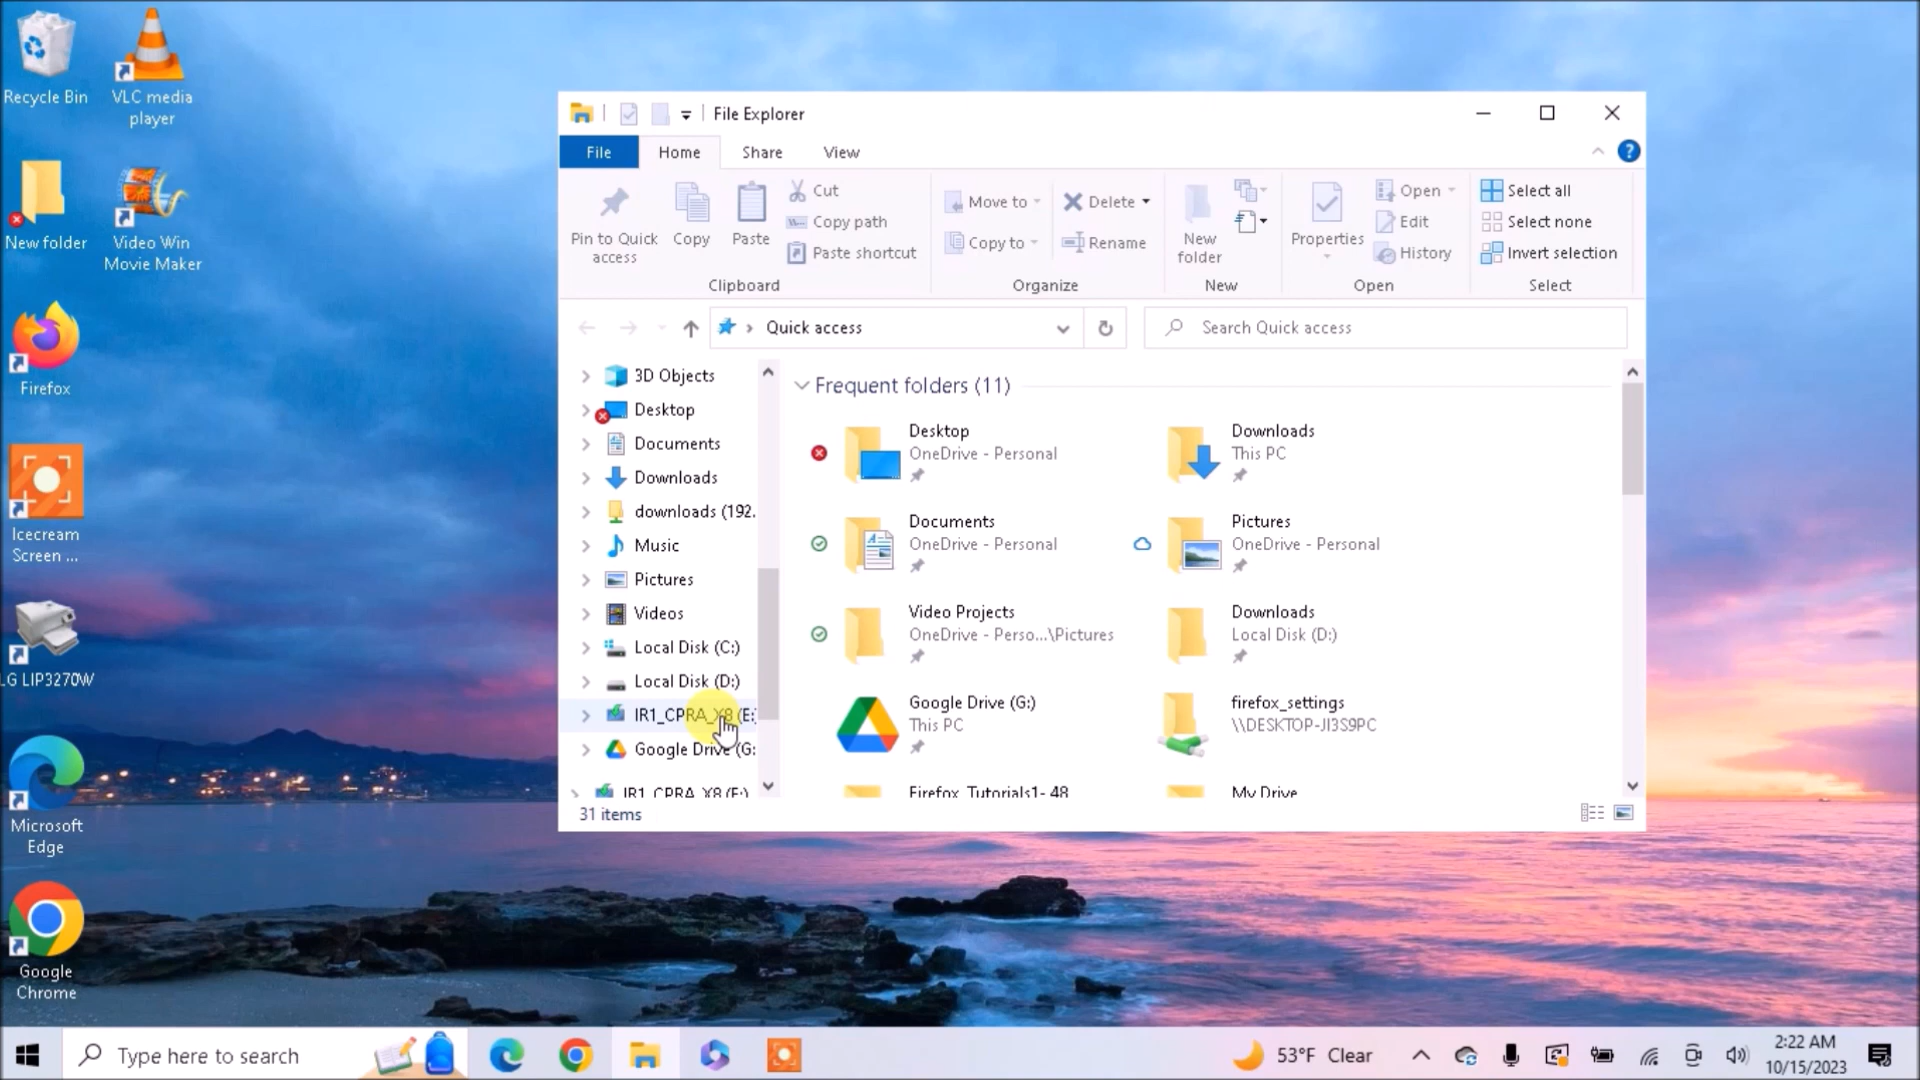 Recycle Bin
VLC media
player
New folder
Video Win
Movie Maker
Firefox
Icecream
Screen ...
LG LIP3270W
Microsoft
Edge
Google
Chrome
File Explorer
File
Home
Share
View
Pin to Quick
access
Copy
Paste
Cut
Copy path
Paste shortcut
Clipboard
Move to
Copy to
Delete
Rename
Organize
New
folder
New
Properties
Open
Edit
History
Open
Select all
Select none
Invert selection
Select
Quick access
Search Quick access
3D Objects
Desktop
Documents
Downloads
downloads (192.
Music
Pictures
Videos
Local Disk (C:)
Local Disk (D:)
IR1_CPRA_X8 (E:
Google Drive (G:
IR1_CPRA_X8 (E:)
Frequent folders (11)
Desktop
OneDrive - Personal
Downloads
This PC
Documents
OneDrive - Personal
Pictures
OneDrive - Personal
Video Projects
OneDrive - Perso...\Pictures
Downloads
Local Disk (D:)
Google Drive (G:)
This PC
firefox_settings
\\DESKTOP-JI3S9PC
Firefox_Tutorials1- 48
My Drive
31 items
Type here to search
53°F Clear
2:22 AM
10/15/2023